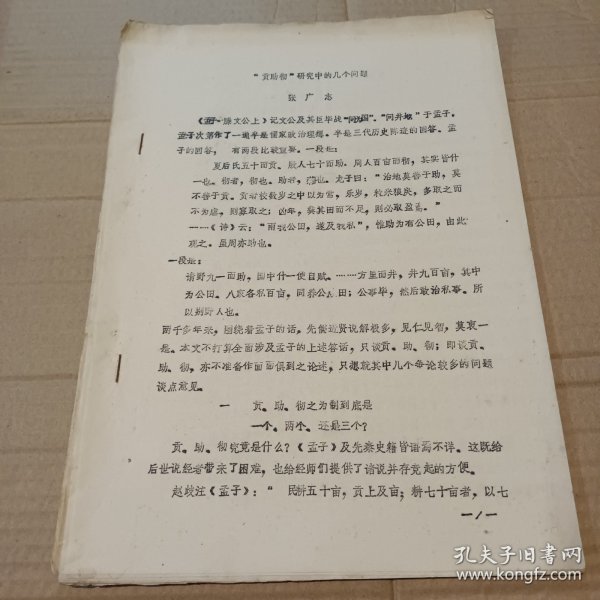 “贡助彻”研究中的几个问题
张广志
《孟子·滕文公上》记文公及其臣毕战“问为国”、“问井地”于孟子。
孟子次第作了一通半是儒家政治理想，半是三代历史陈迹的回答。孟
子的回答，有两段比较重要。一段是：
夏后氏五十而贡，殷人七十而助，周人百亩而彻，其实皆什
一也。彻者，彻也。助者，藉也。龙子曰：“治地莫善于助，莫
不善于贡。贡者校数岁之中以为常，乐岁，粒米狼戾，多取之而
不为虐，则寡取之；凶年，粪其田而不足，则必取盈焉。”
……《诗》云：“雨我公田，遂及我私”，惟助为有公田，由此
观之，虽周亦助也。
一段是：
请野九一而助，国中什一使自赋。……方里而井，井九百亩，其中
为公田。八家各私百亩，同养公田；公事毕，然后敢治私事。所
以别野人也。
两千多年来，围绕着孟子的话，先儒近贤说解极多，见仁见智，莫衷一
是。本文不打算全面涉及孟子的上述答话，只谈贡、助、彻；即谈贡、
助、彻，亦不准备作面面俱到之论述，只想就其中几个争论较多的问题
谈点意见。
一　贡、助、彻之为制到底是
一个、两个、还是三个？
贡、助、彻究竟是什么？《孟子》及先秦史籍皆语焉不详。这既给
后世说经者带来了困难，也给经师们提供了诸说并存竞起的方便。
赵歧注《孟子》：“民耕五十亩，贡上及亩；耕七十亩者，以七
—1—
孔夫子旧书网
www.kongfz.com